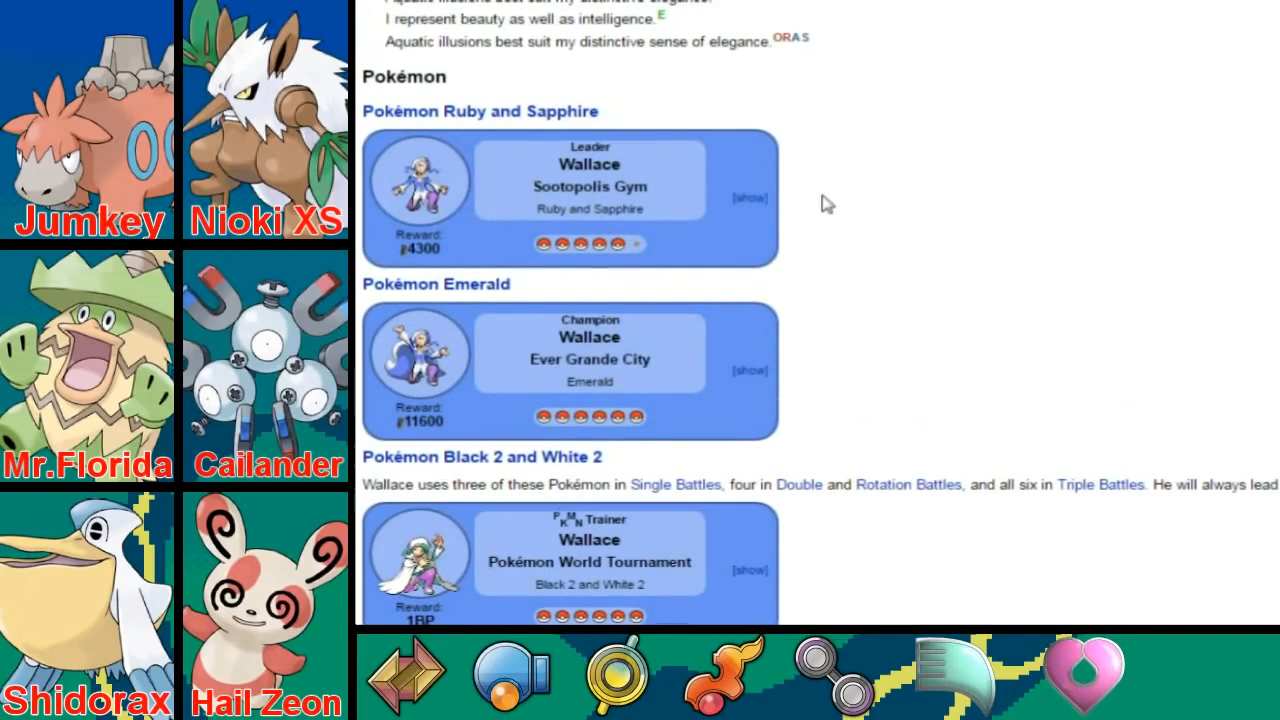 Jumkey
Nioki XS
Mr.Florida
Cailander
Shidorax
Hail Zeon
I represent beauty as well as intelligence.E
Aquatic illusions best suit my distinctive sense of elegance.ORAS
Pokémon
Pokémon Ruby and Sapphire
Leader
Wallace
Sootopolis Gym
Ruby and Sapphire
[show]
Reward:
4300
Pokémon Emerald
Champion
Wallace
Ever Grande City
Emerald
[show]
Reward:
11600
Pokémon Black 2 and White 2
Wallace uses three of these Pokémon in Single Battles, four in Double and Rotation Battles, and all six in Triple Battles. He will always lead
PKMN Trainer
Wallace
Pokémon World Tournament
Black 2 and White 2
[show]
Reward:
1BP